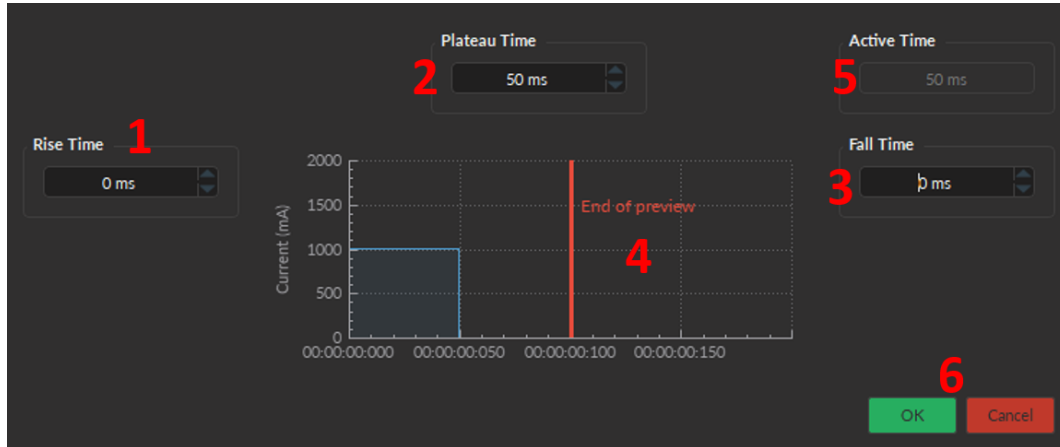 Plateau Time
2
50 ms
Active Time
5
50 ms
1
Rise Time
0 ms
Fall Time
3
0 ms
Current (mA)
2000
1500
1000
500
0
End of preview
4
00:00:00:000 00:00:00:050 00:00:00:100 00:00:00:150
6
OK
Cancel